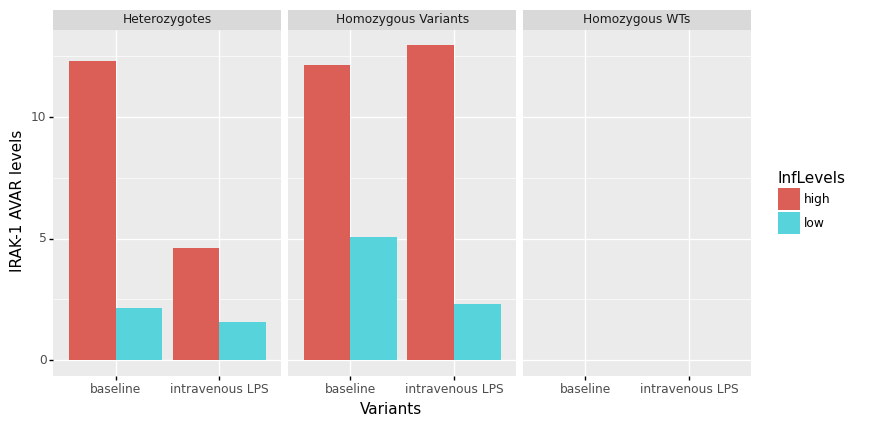 Heterozygotes
Homozygous Variants
Homozygous WTs
IRAK-1 AVAR levels
10
5
0
baseline
intravenous LPS
baseline
intravenous LPS
baseline
intravenous LPS
Variants
InfLevels
high
low